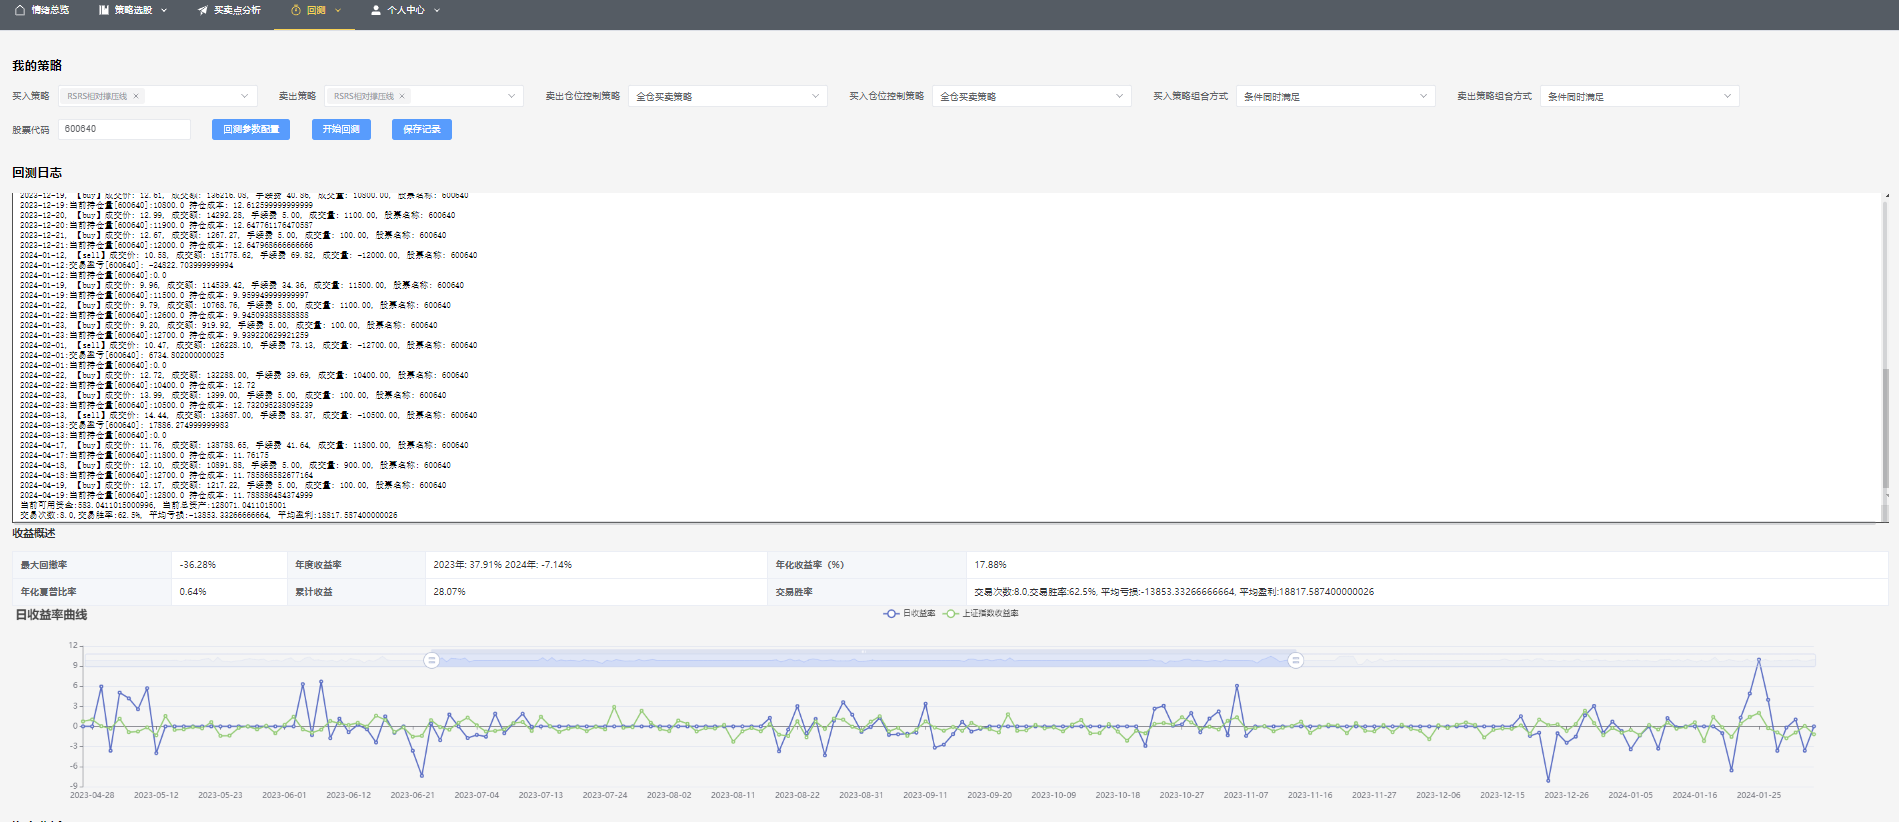 情绪总览 策略选股 买卖点分析 回测 个人中心
我的策略
买入策略 RSRS相对撑压线 × 卖出策略 RSRS相对撑压线 × 卖出仓位控制策略 全仓买卖策略 买入仓位控制策略 全仓买卖策略 买入策略组合方式 条件同时满足 卖出策略组合方式 条件同时满足
股票代码 600640 回测参数配置 开始回测 保存记录
回测日志
2023-12-19, 【buy】成交价: 12.61, 成交额: 136216.08, 手续费 40.86, 成交量: 10800.00, 股票名称: 600640
2023-12-19:当前持仓量[600640]:10800.0 持仓成本: 12.612599999999999
2023-12-20, 【buy】成交价: 12.99, 成交额: 14292.28, 手续费 5.00, 成交量: 1100.00, 股票名称: 600640
2023-12-20:当前持仓量[600640]:11900.0 持仓成本: 12.647761176470587
2023-12-21, 【buy】成交价: 12.67, 成交额: 1267.27, 手续费 5.00, 成交量: 100.00, 股票名称: 600640
2023-12-21:当前持仓量[600640]:12000.0 持仓成本: 12.647968666666666
2024-01-12, 【sell】成交价: 10.58, 成交额: 151775.62, 手续费 69.82, 成交量: -12000.00, 股票名称: 600640
2024-01-12:交易盈亏[600640]: -24822.703999999994
2024-01-12:当前持仓量[600640]:0.0
2024-01-19, 【buy】成交价: 9.96, 成交额: 114539.42, 手续费 34.36, 成交量: 11500.00, 股票名称: 600640
2024-01-19:当前持仓量[600640]:11500.0 持仓成本: 9.959949999999997
2024-01-22, 【buy】成交价: 9.79, 成交额: 10768.76, 手续费 5.00, 成交量: 1100.00, 股票名称: 600640
2024-01-22:当前持仓量[600640]:12600.0 持仓成本: 9.945093888888888
2024-01-23, 【buy】成交价: 9.20, 成交额: 919.92, 手续费 5.00, 成交量: 100.00, 股票名称: 600640
2024-01-23:当前持仓量[600640]:12700.0 持仓成本: 9.939220629921259
2024-02-01, 【sell】成交价: 10.47, 成交额: 126228.10, 手续费 73.13, 成交量: -12700.00, 股票名称: 600640
2024-02-01:交易盈亏[600640]: 6734.802000000025
2024-02-01:当前持仓量[600640]:0.0
2024-02-22, 【buy】成交价: 12.72, 成交额: 132288.00, 手续费 39.69, 成交量: 10400.00, 股票名称: 600640
2024-02-22:当前持仓量[600640]:10400.0 持仓成本: 12.72
2024-02-23, 【buy】成交价: 13.99, 成交额: 1399.00, 手续费 5.00, 成交量: 100.00, 股票名称: 600640
2024-02-23:当前持仓量[600640]:10500.0 持仓成本: 12.732095238095239
2024-03-13, 【sell】成交价: 14.44, 成交额: 133687.00, 手续费 83.37, 成交量: -10500.00, 股票名称: 600640
2024-03-13:交易盈亏[600640]: 17886.274999999983
2024-03-13:当前持仓量[600640]:0.0
2024-04-17, 【buy】成交价: 11.76, 成交额: 138788.65, 手续费 41.64, 成交量: 11800.00, 股票名称: 600640
2024-04-17:当前持仓量[600640]:11800.0 持仓成本: 11.76175
2024-04-18, 【buy】成交价: 12.10, 成交额: 10891.88, 手续费 5.00, 成交量: 900.00, 股票名称: 600640
2024-04-18:当前持仓量[600640]:12700.0 持仓成本: 11.785868582677164
2024-04-19, 【buy】成交价: 12.17, 成交额: 1217.22, 手续费 5.00, 成交量: 100.00, 股票名称: 600640
2024-04-19:当前持仓量[600640]:12800.0 持仓成本: 11.788886484374999
当前可用资金:583.0411015000996, 当前总资产:128071.0411015001
交易次数:8.0,交易胜率:62.5%, 平均亏损:-13853.33266666664, 平均盈利:18817.587400000026
收益概述
最大回撤率 -36.28% 年度收益率 2023年: 37.91% 2024年: -7.14% 年化收益率（%） 17.88%
年化夏普比率 0.64% 累计收益 28.07% 交易胜率 交易次数:8.0,交易胜率:62.5%, 平均亏损:-13853.33266666664, 平均盈利:18817.587400000026
日收益率曲线 日收益率 上证指数收益率
12
9
6
3
0
-3
-6
-9
2023-04-28 2023-05-12 2023-05-23 2023-06-01 2023-06-12 2023-06-21 2023-07-04 2023-07-13 2023-07-24 2023-08-02 2023-08-11 2023-08-22 2023-08-31 2023-09-11 2023-09-20 2023-10-09 2023-10-18 2023-10-27 2023-11-07 2023-11-16 2023-11-27 2023-12-06 2023-12-15 2023-12-26 2024-01-05 2024-01-16 2024-01-25